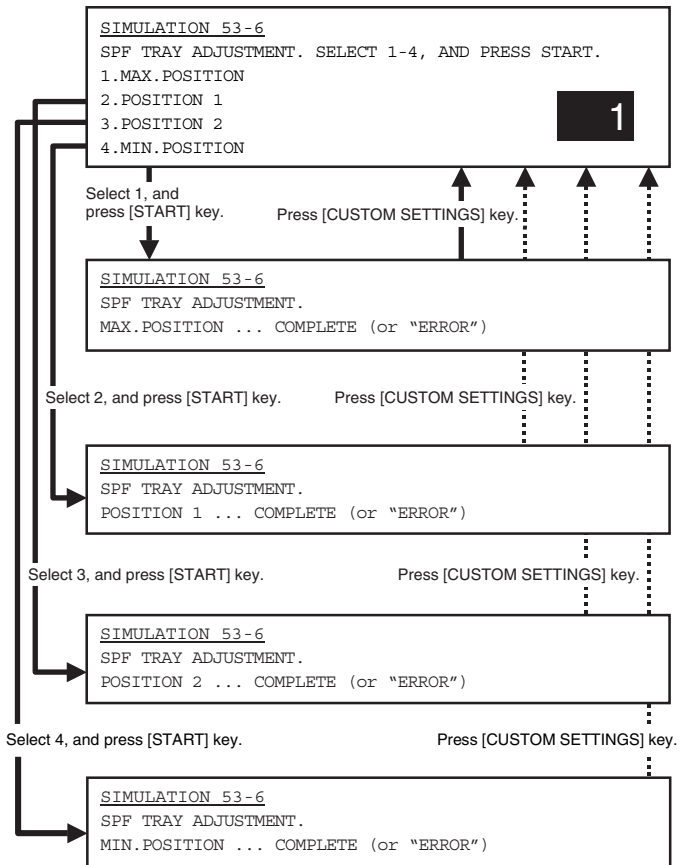 SIMULATION 53-6
SPF TRAY ADJUSTMENT. SELECT 1-4, AND PRESS START.
1.MAX.POSITION
2.POSITION 1
3.POSITION 2
4.MIN.POSITION
1
Select 1, and
press [START] key.
Press [CUSTOM SETTINGS] key.
SIMULATION 53-6
SPF TRAY ADJUSTMENT.
MAX.POSITION ... COMPLETE (or "ERROR")
Select 2, and press [START] key.
Press [CUSTOM SETTINGS] key.
SIMULATION 53-6
SPF TRAY ADJUSTMENT.
POSITION 1 ... COMPLETE (or "ERROR")
Select 3, and press [START] key.
Press [CUSTOM SETTINGS] key.
SIMULATION 53-6
SPF TRAY ADJUSTMENT.
POSITION 2 ... COMPLETE (or "ERROR")
Select 4, and press [START] key.
Press [CUSTOM SETTINGS] key.
SIMULATION 53-6
SPF TRAY ADJUSTMENT.
MIN.POSITION ... COMPLETE (or "ERROR")